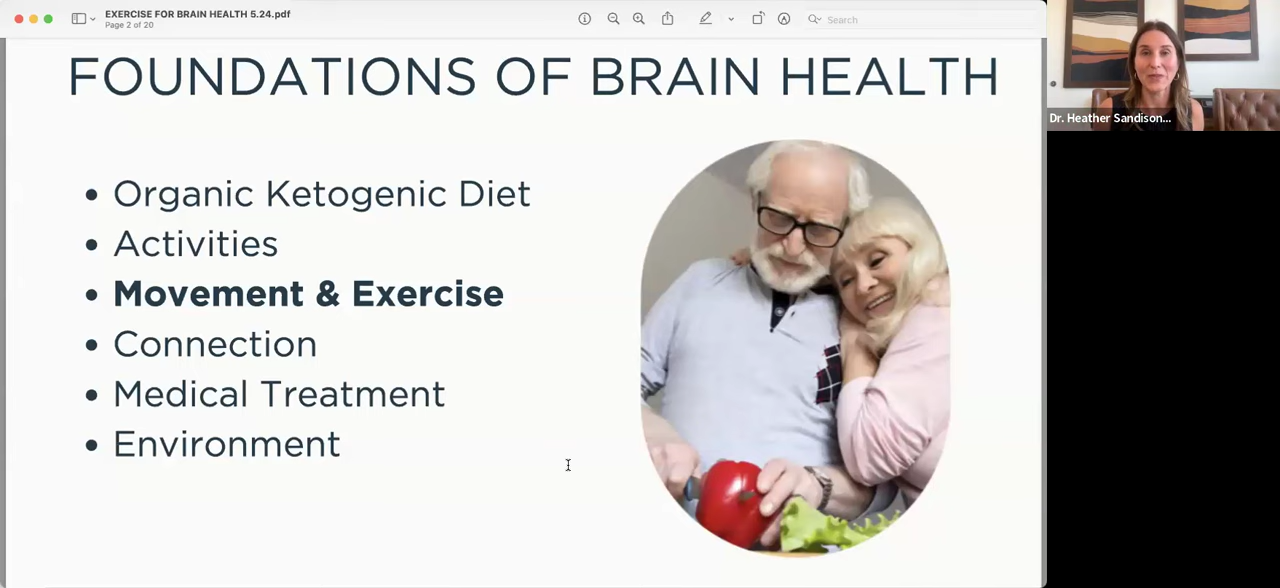 EXERCISE FOR BRAIN HEALTH 5.24.pdf
Page 2 of 20
Search
FOUNDATIONS OF BRAIN HEALTH
• Organic Ketogenic Diet
• Activities
• Movement & Exercise
• Connection
• Medical Treatment
• Environment
Dr. Heather Sandison...